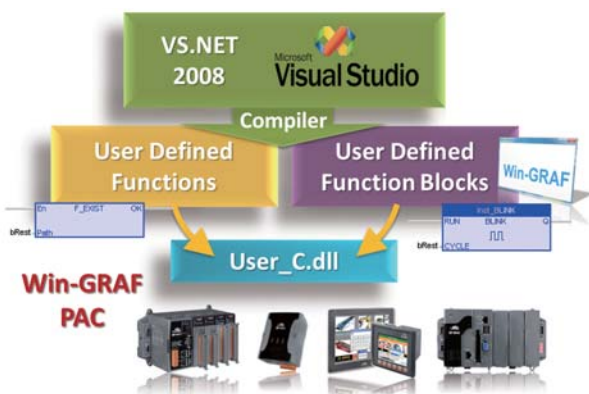 VS.NET
2008
Microsoft
Visual Studio
Compiler
User Defined
Functions
User Defined
Function Blocks
Win-GRAF
En F_EXIST OK
bRest Path
Inst_BLINK
RUN BLINK Q
bRest CYCLE
User_C.dll
Win-GRAF
PAC